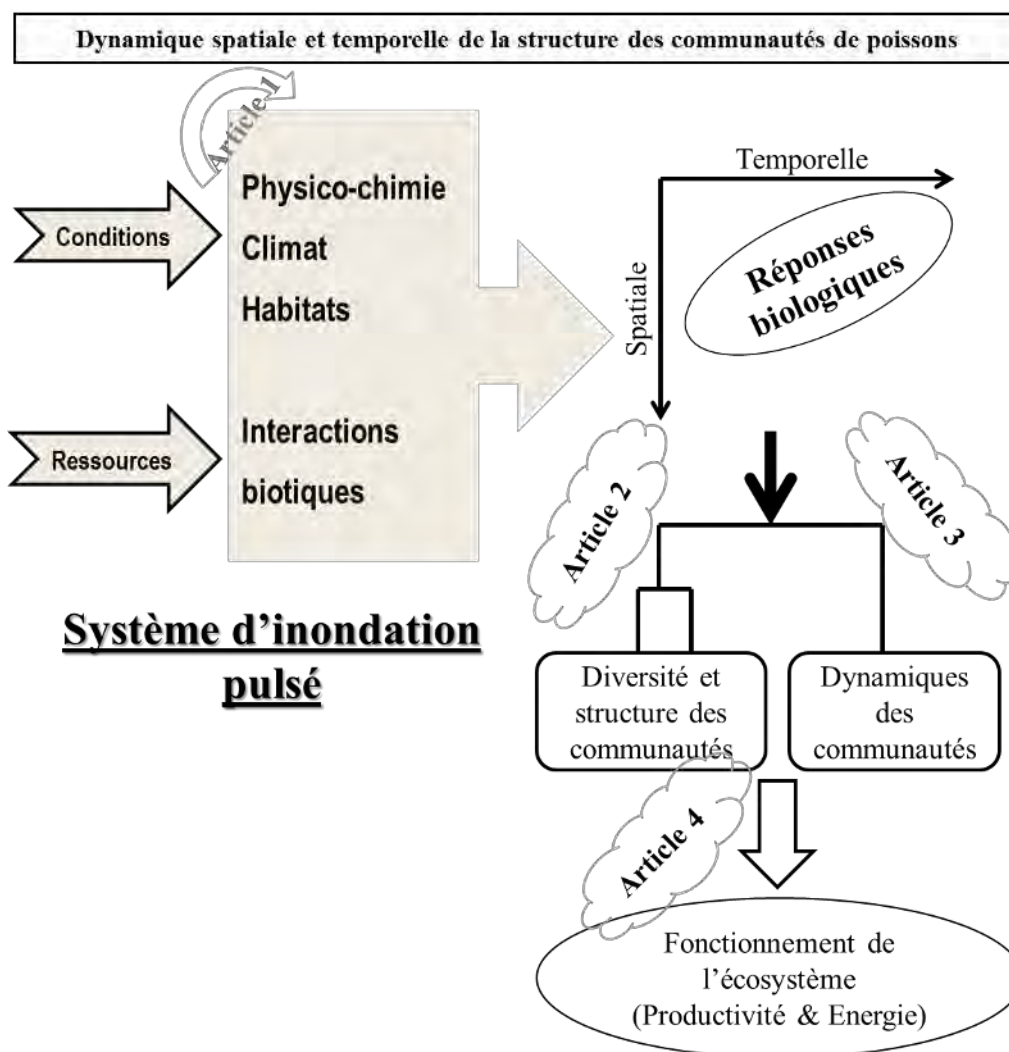 Dynamique spatiale et temporelle de la structure des communautés de poissons
Article 1
Conditions
Ressources
Physico-chimie
Climat
Habitats
Interactions
biotiques
Système d'inondation
pulsé
Temporelle
Spatiale
Réponses
biologiques
Article 2
Article 3
Diversité et
structure des
communautés
Dynamiques
des
communautés
Article 4
Fonctionnement de
l'écosystème
(Productivité & Energie)